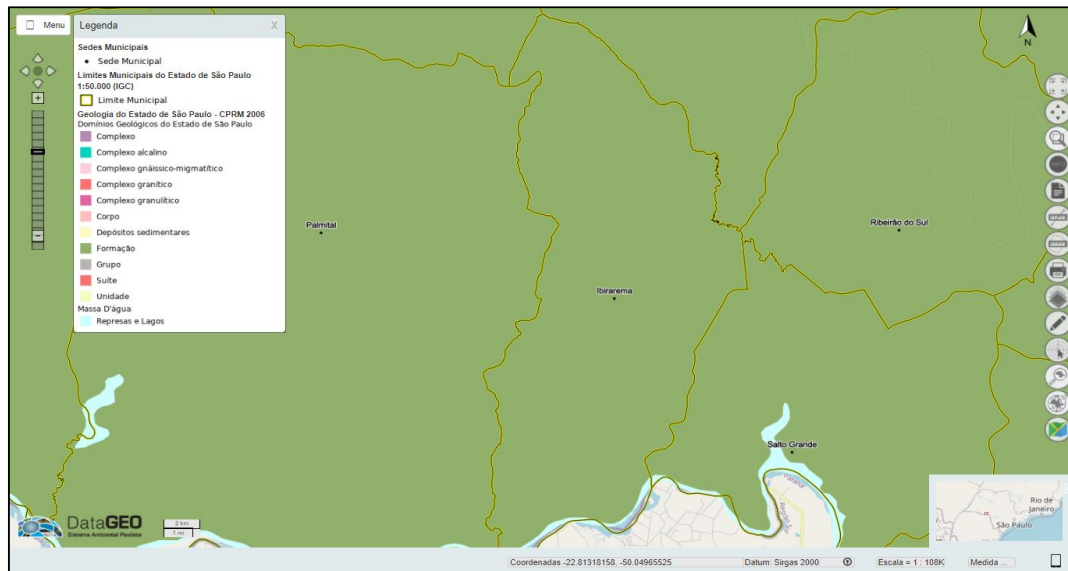 Menu
Legenda
X
Sedes Municipais
Sede Municipal
Limites Municipais do Estado de São Paulo
1:50.000 (IGC)
Limite Municipal
Geologia do Estado de São Paulo - CPRM 2006
Domínios Geológicos do Estado de São Paulo
Complexo
Complexo alcalino
Complexo gnáissico-migmatítico
Complexo granítico
Complexo granulítico
Corpo
Depósitos sedimentares
Formação
Grupo
Suíte
Unidade
Massa D'água
Represas e Lagos
N
INFO
Palmital
Ribeirão do Sul
Ibirarema
Salto Grande
Paraná
DataGEO
Sistema Ambiental Paulista
2 km
1 mi
Rio de
Janeiro
São Paulo
Coordenadas -22.81318158, -50.04965525
Datum: Sirgas 2000
Escala = 1 : 108K
Medida ...